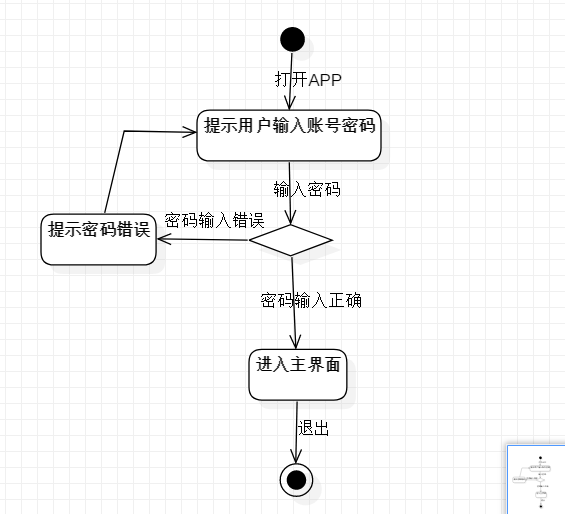 打开APP
提示用户输入账号密码
输入密码
密码输入错误
提示密码错误
密码输入正确
进入主界面
退出